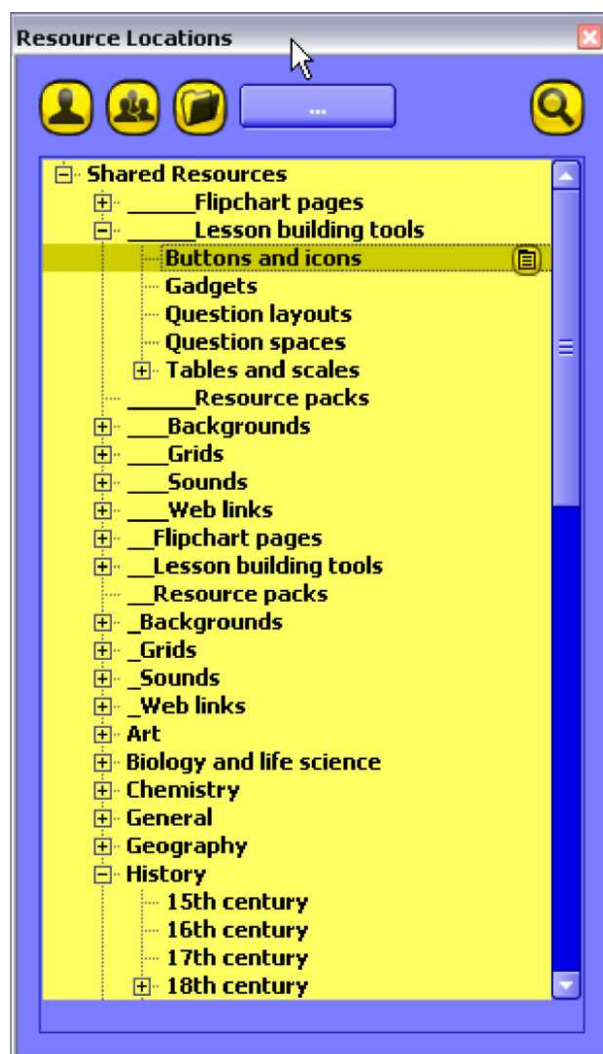 Resource Locations
...
Shared Resources
______Flipchart pages
______Lesson building tools
Buttons and icons
Gadgets
Question layouts
Question spaces
Tables and scales
______Resource packs
___Backgrounds
___Grids
___Sounds
___Web links
__Flipchart pages
__Lesson building tools
__Resource packs
_Backgrounds
_Grids
_Sounds
_Web links
Art
Biology and life science
Chemistry
General
Geography
History
15th century
16th century
17th century
18th century